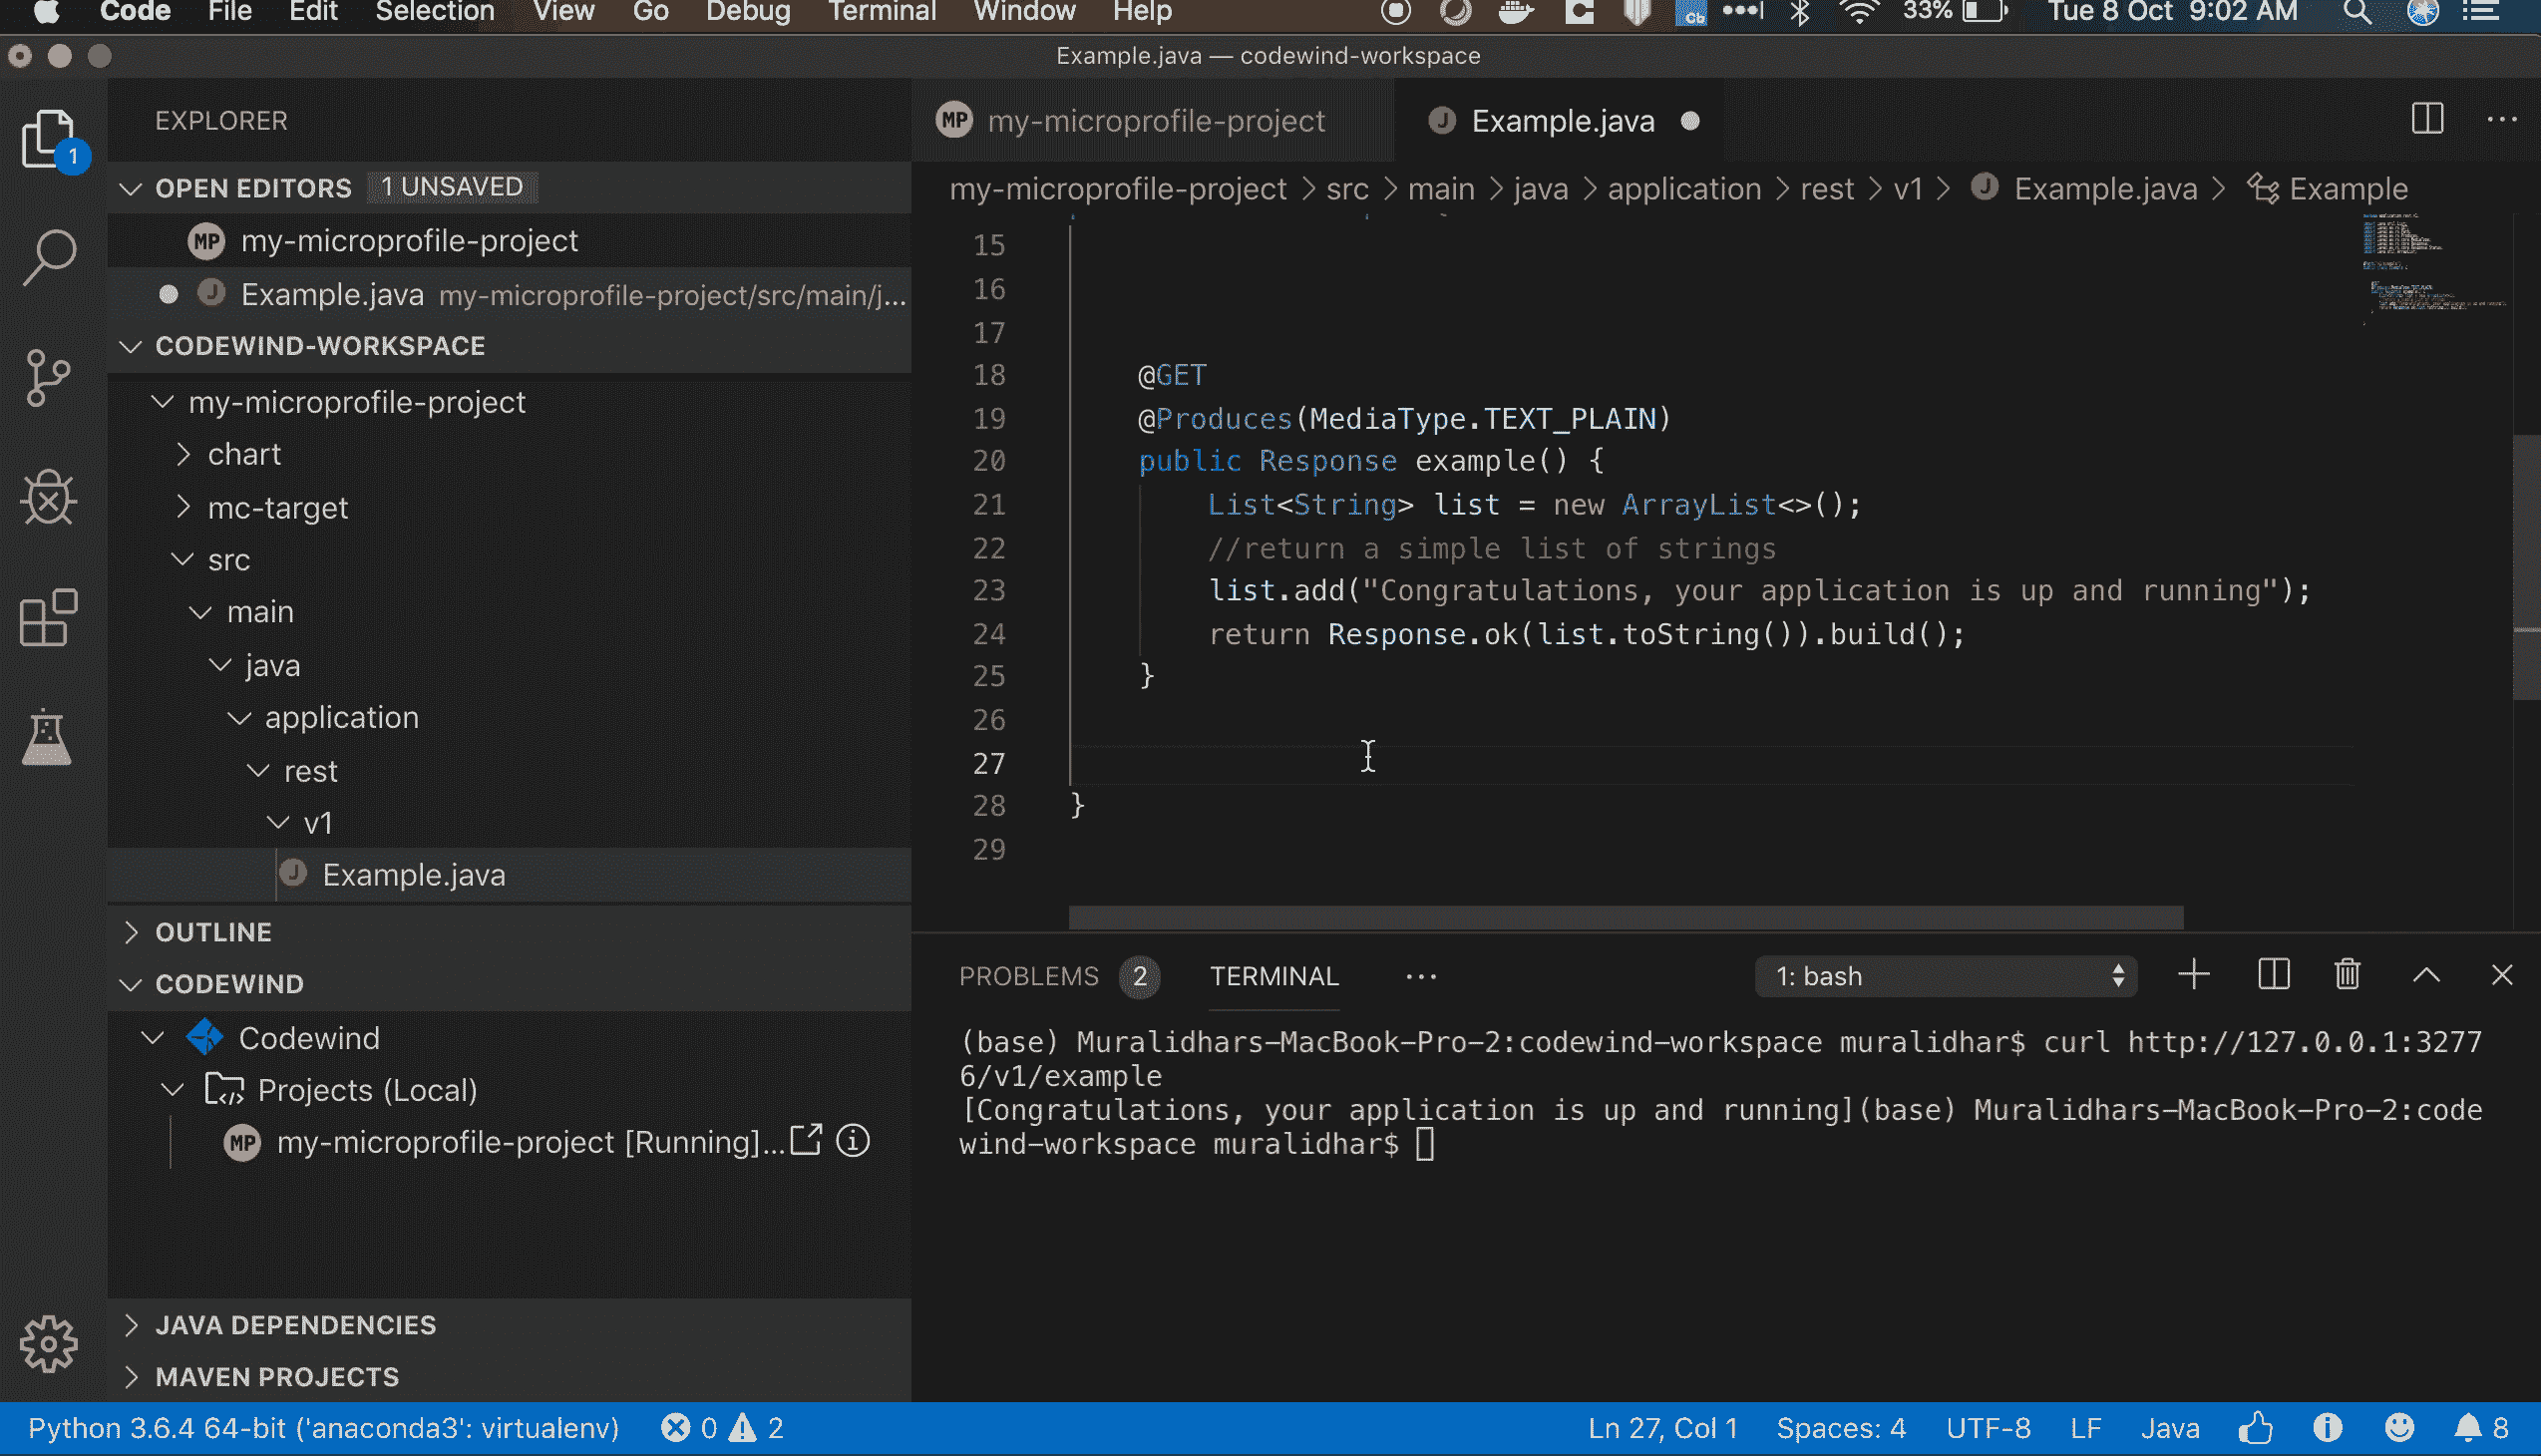 Code File Edit Selection View Go Debug Terminal Window Help 33% Tue 8 Oct 9:02 AM
Example.java — codewind-workspace
EXPLORER
1
OPEN EDITORS 1 UNSAVED
MP my-microprofile-project
J Example.java my-microprofile-project/src/main/j...
CODEWIND-WORKSPACE
my-microprofile-project
chart
mc-target
src
main
java
application
rest
v1
J Example.java
OUTLINE
CODEWIND
Codewind
Projects (Local)
MP my-microprofile-project [Running]...
JAVA DEPENDENCIES
MAVEN PROJECTS
MP my-microprofile-project J Example.java
my-microprofile-project > src > main > java > application > rest > v1 > J Example.java > Example
15
16
17
18 @GET
19 @Produces(MediaType.TEXT_PLAIN)
20 public Response example() {
21 List<String> list = new ArrayList<>();
22 //return a simple list of strings
23 list.add("Congratulations, your application is up and running");
24 return Response.ok(list.toString()).build();
25 }
26
27
28 }
29
PROBLEMS 2 TERMINAL ... 1: bash
(base) Muralidhars-MacBook-Pro-2:codewind-workspace muralidhar$ curl http://127.0.0.1:3277
6/v1/example
[Congratulations, your application is up and running](base) Muralidhars-MacBook-Pro-2:code
wind-workspace muralidhar$
Python 3.6.4 64-bit ('anaconda3': virtualenv) 0 2 Ln 27, Col 1 Spaces: 4 UTF-8 LF Java 8